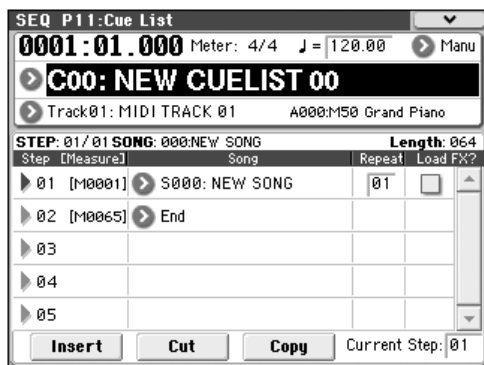 SEQ P11:Cue List
0001:01.000 Meter: 4/4 ♩= 120.00 Manu
C00: NEW CUELIST 00
Track01: MIDI TRACK 01 A000:M50 Grand Piano
STEP: 01/01 SONG: 000:NEW SONG Length: 064
Step [Measure] Song Repeat Load FX?
01 [M0001] S000: NEW SONG 01
02 [M0065] End
03
04
05
Insert Cut Copy Current Step: 01